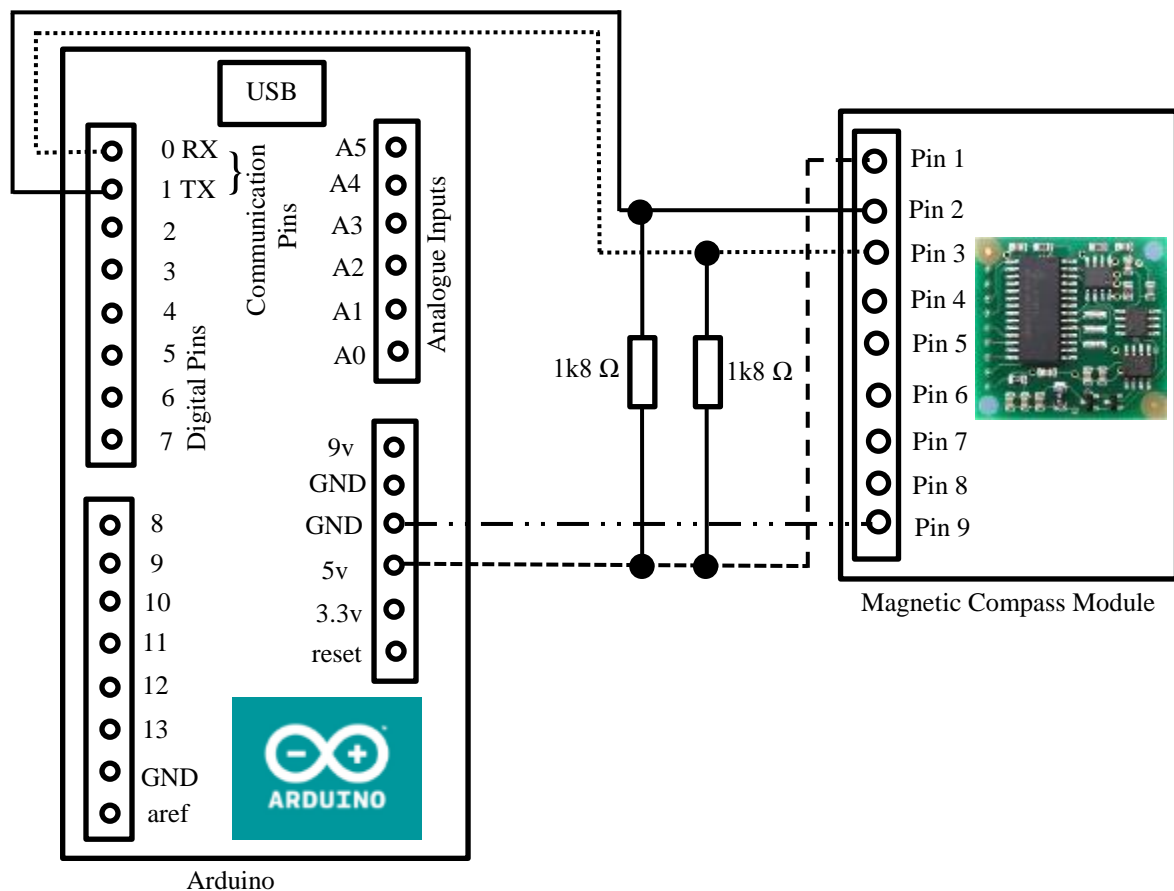 USB
0 RX
1 TX
2
3
4
5
6
7
Communication
Pins
Digital Pins
A5
A4
A3
A2
A1
A0
Analogue Inputs
9v
GND
GND
5v
3.3v
reset
8
9
10
11
12
13
GND
aref
ARDUINO
Arduino
1k8 Ω
1k8 Ω
Pin 1
Pin 2
Pin 3
Pin 4
Pin 5
Pin 6
Pin 7
Pin 8
Pin 9
Magnetic Compass Module